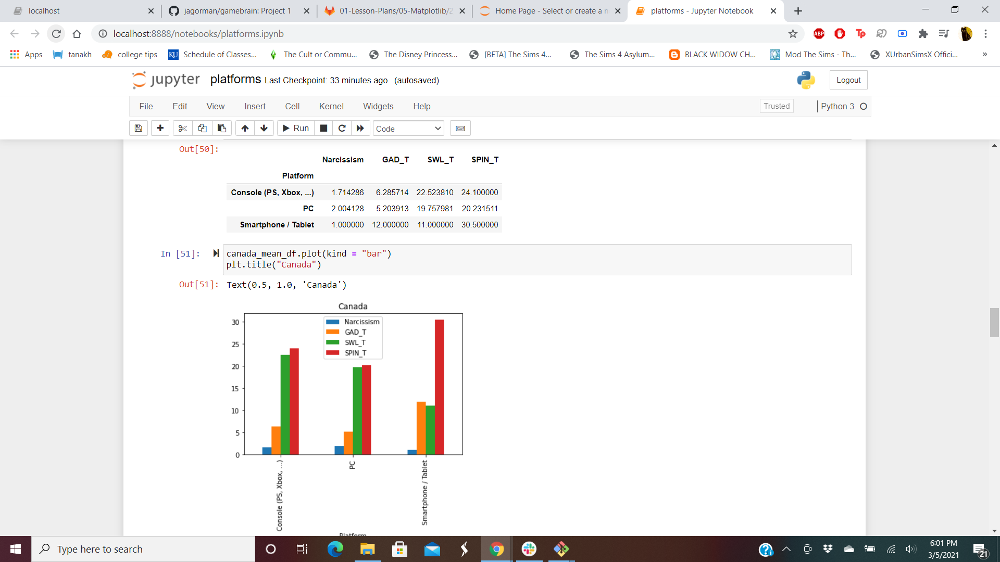 localhost
jagorman/gamebrain: Project 1
01-Lesson-Plans/05-Matplotlib/2
Home Page - Select or create a n
platforms - Jupyter Notebook
localhost:8888/notebooks/platforms.ipynb
ABP
Tp
Apps
tanakh
college tips
KU
Schedule of Classes...
The Cult or Commu...
The Disney Princess...
[BETA] The Sims 4...
The Sims 4 Asylum...
BLACK WIDOW CH...
Mod The Sims - Th...
XUrbanSimsX Offici...
»
jupyter platforms Last Checkpoint: 33 minutes ago (autosaved)
Logout
File Edit View Insert Cell Kernel Widgets Help
Trusted
Python 3
Run
Code
Out[50]:
Narcissism GAD_T SWL_T SPIN_T
Platform
Console (PS, Xbox, ...) 1.714286 6.285714 22.523810 24.100000
PC 2.004128 5.203913 19.757981 20.231511
Smartphone / Tablet 1.000000 12.000000 11.000000 30.500000
In [51]:
canada_mean_df.plot(kind = "bar")
plt.title("Canada")
Out[51]: Text(0.5, 1.0, 'Canada')
Canada
Narcissism
GAD_T
SWL_T
SPIN_T
30
25
20
15
10
5
0
Console (PS, Xbox, ...)
PC
Smartphone / Tablet
Platform
Type here to search
6:01 PM
3/5/2021
21